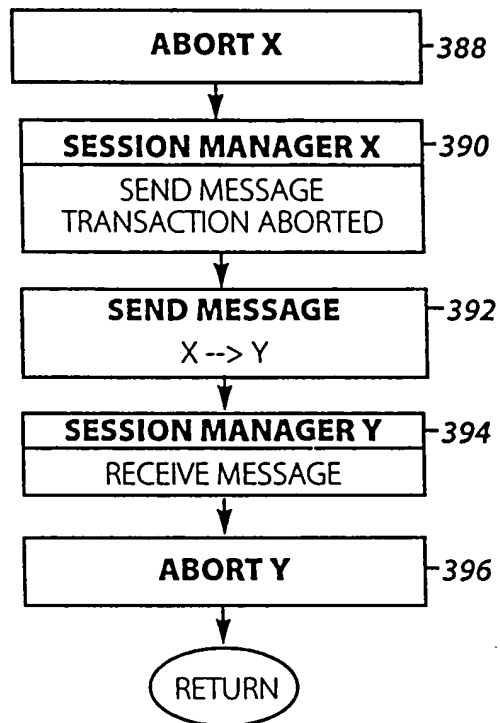 ABORT X
388
SESSION MANAGER X
390
SEND MESSAGE
TRANSACTION ABORTED
SEND MESSAGE
392
X --> Y
SESSION MANAGER Y
394
RECEIVE MESSAGE
ABORT Y
396
RETURN